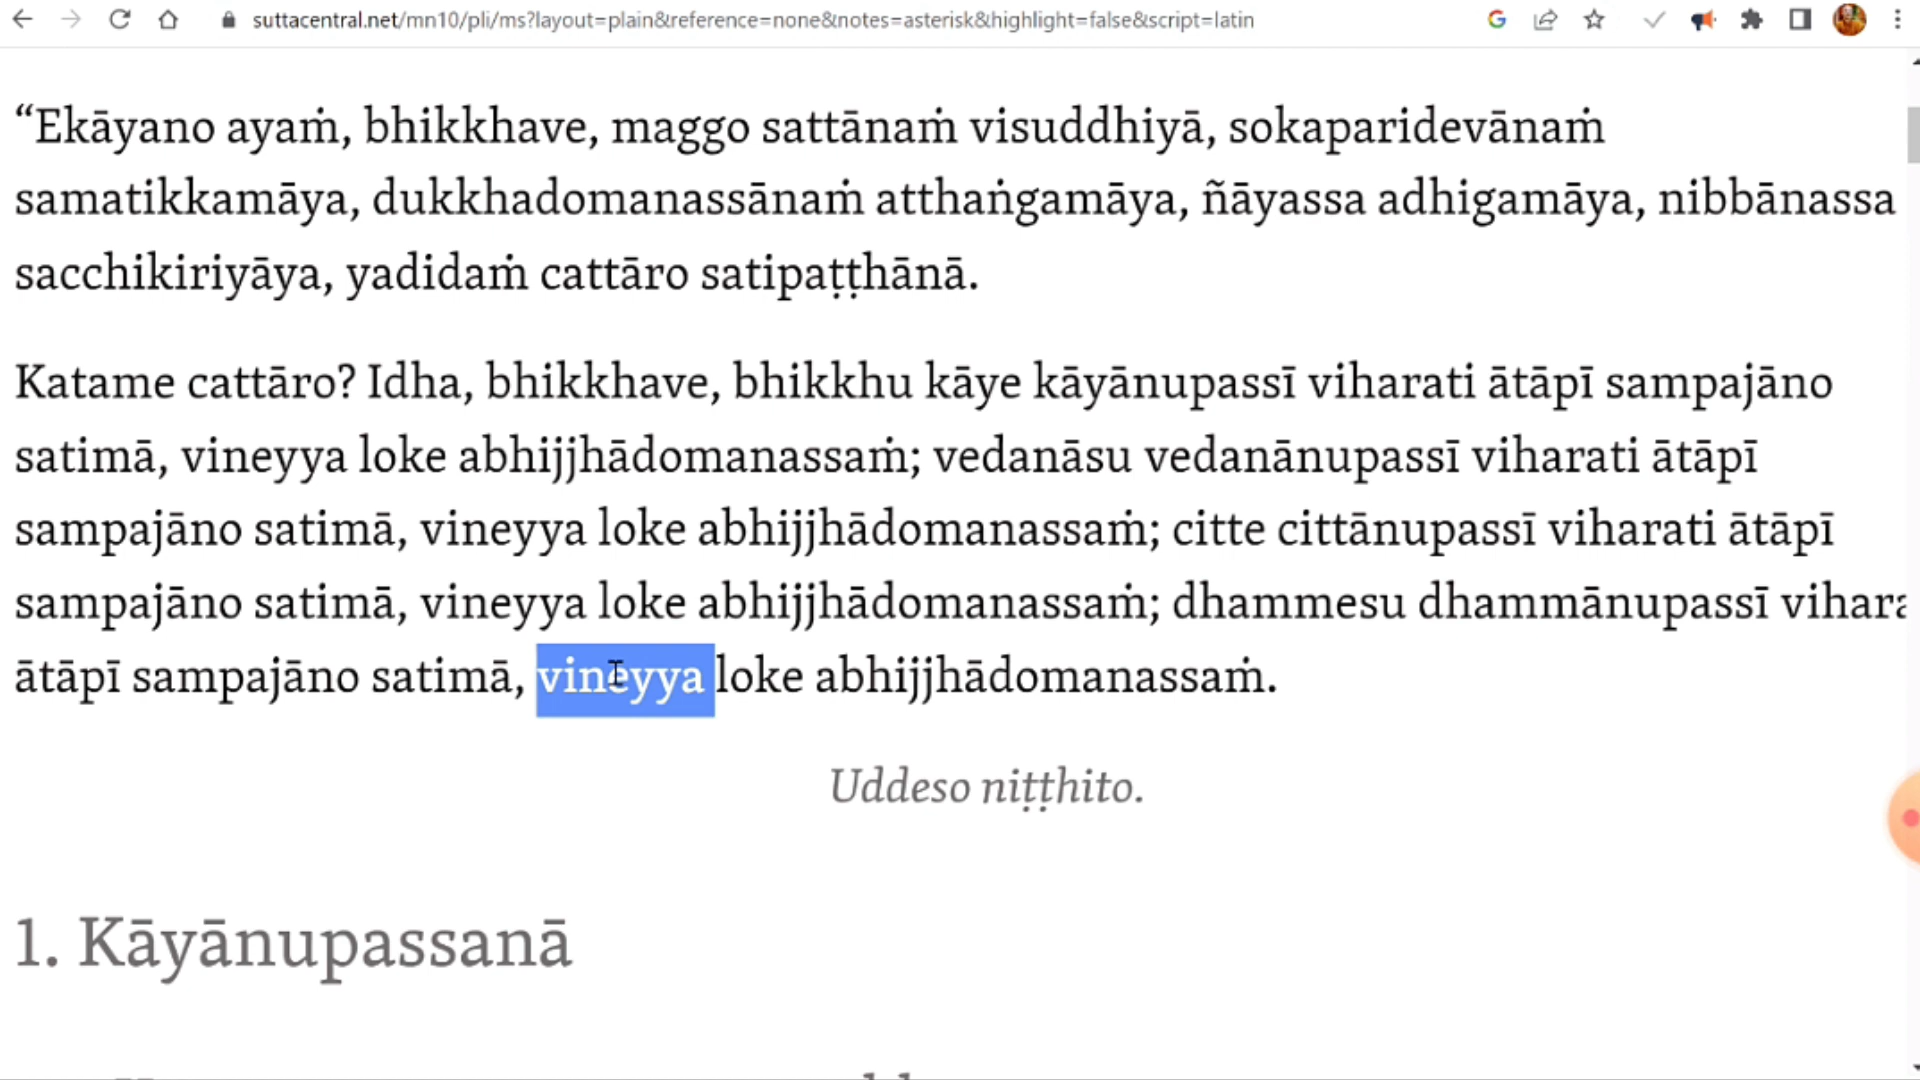 suttacentral.net/mn10/pli/ms?layout=plain&reference=none&notes=asterisk&highlight=false&script=latin
“Ekāyano ayaṁ, bhikkhave, maggo sattānaṁ visuddhiyā, sokaparidevānaṁ
samatikkamāya, dukkhadomanassānaṁ atthaṅgamāya, ñāyassa adhigamāya, nibbānassa
sacchikiriyāya, yadidaṁ cattāro satipaṭṭhānā.
Katame cattāro? Idha, bhikkhave, bhikkhu kāye kāyānupassī viharati ātāpī sampajāno
satimā, vineyya loke abhijjhādomanassaṁ; vedanāsu vedanānupassī viharati ātāpī
sampajāno satimā, vineyya loke abhijjhādomanassaṁ; citte cittānupassī viharati ātāpī
sampajāno satimā, vineyya loke abhijjhādomanassaṁ; dhammesu dhammānupassī vihara
ātāpī sampajāno satimā, vineyya loke abhijjhādomanassaṁ.
Uddeso niṭṭhito.
1. Kāyānupassanā